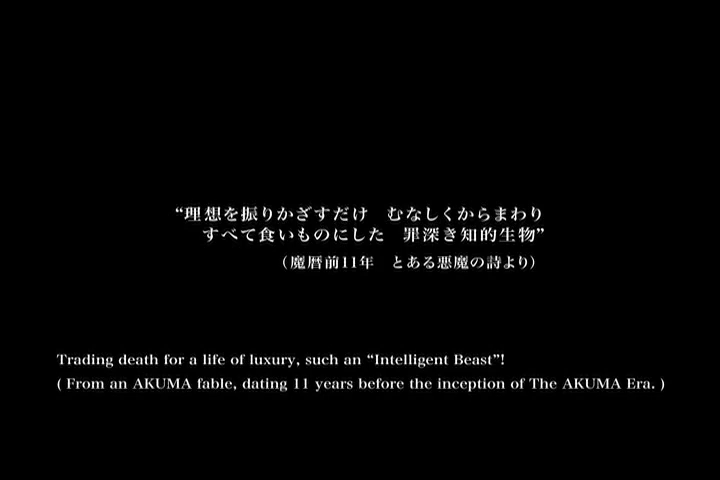 “理想を振りかざすだけ　むなしくからまわり
すべて食いものにした　罪深き知的生物”
（魔暦前11年　とある悪魔の詩より）
Trading death for a life of luxury, such an “Intelligent Beast”!
( From an AKUMA fable, dating 11 years before the inception of The AKUMA Era. )